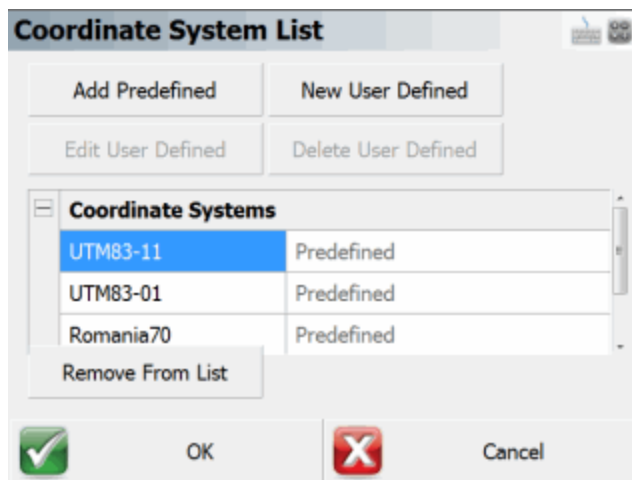 Coordinate System List
Add Predefined New User Defined
Edit User Defined Delete User Defined
Coordinate Systems
UTM83-11 Predefined
UTM83-01 Predefined
Romania70 Predefined
Remove From List
OK Cancel